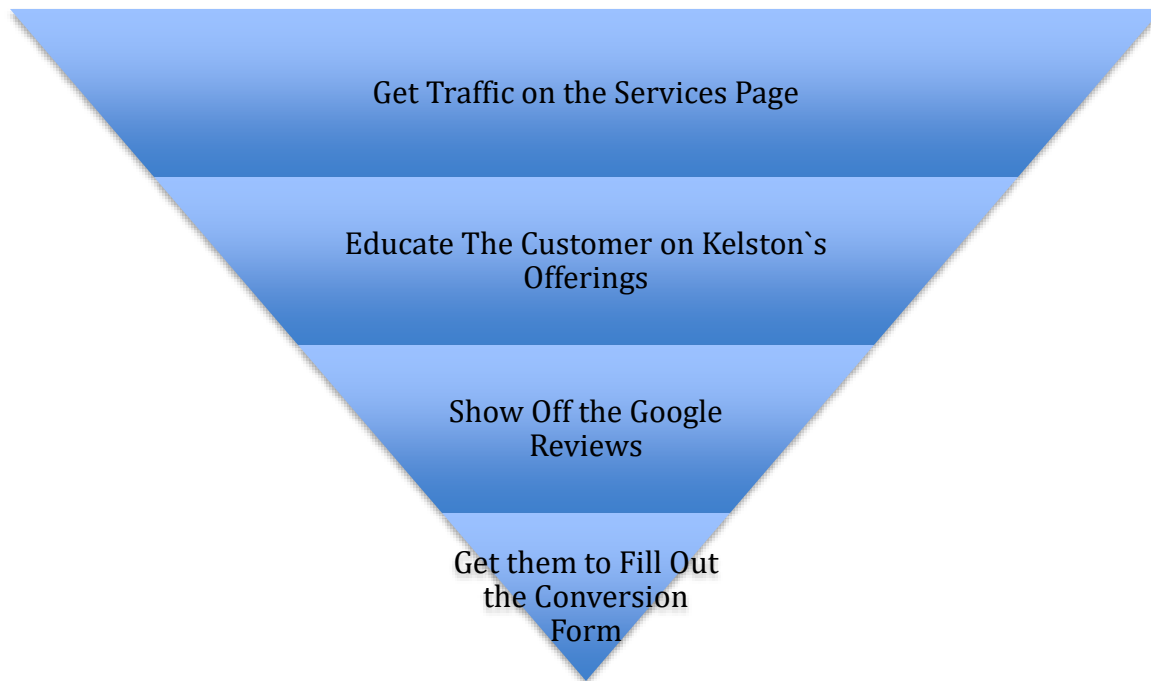 Get Traffic on the Services Page
Educate The Customer on Kelston`s
Offerings
Show Off the Google
Reviews
Get them to Fill Out
the Conversion
Form